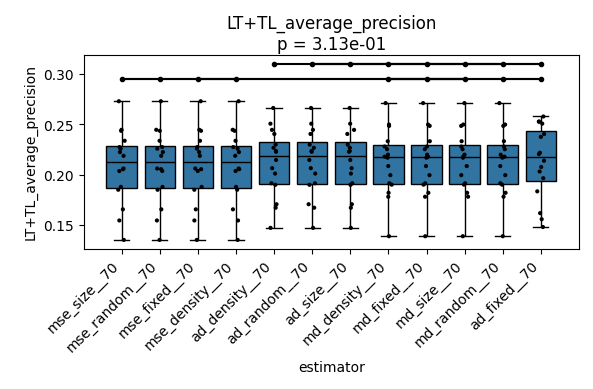 LT+TL_average_precision
p = 3.13e-01
LT+TL_average_precision
0.30
0.25
0.20
0.15
mse_size__70
mse_random__70
mse_fixed__70
mse_density__70
ad_density__70
ad_random__70
ad_size__70
md_density__70
md_fixed__70
md_size__70
md_random__70
ad_fixed__70
estimator